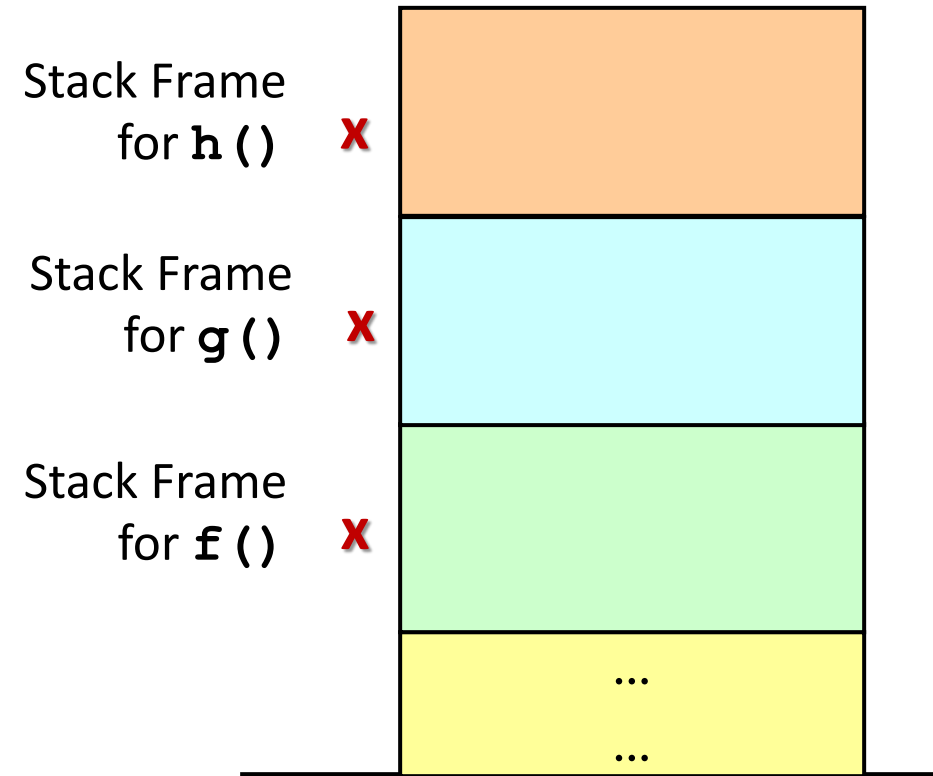 Stack Frame
for h() X
Stack Frame
for g() X
Stack Frame
for f() X
...
...